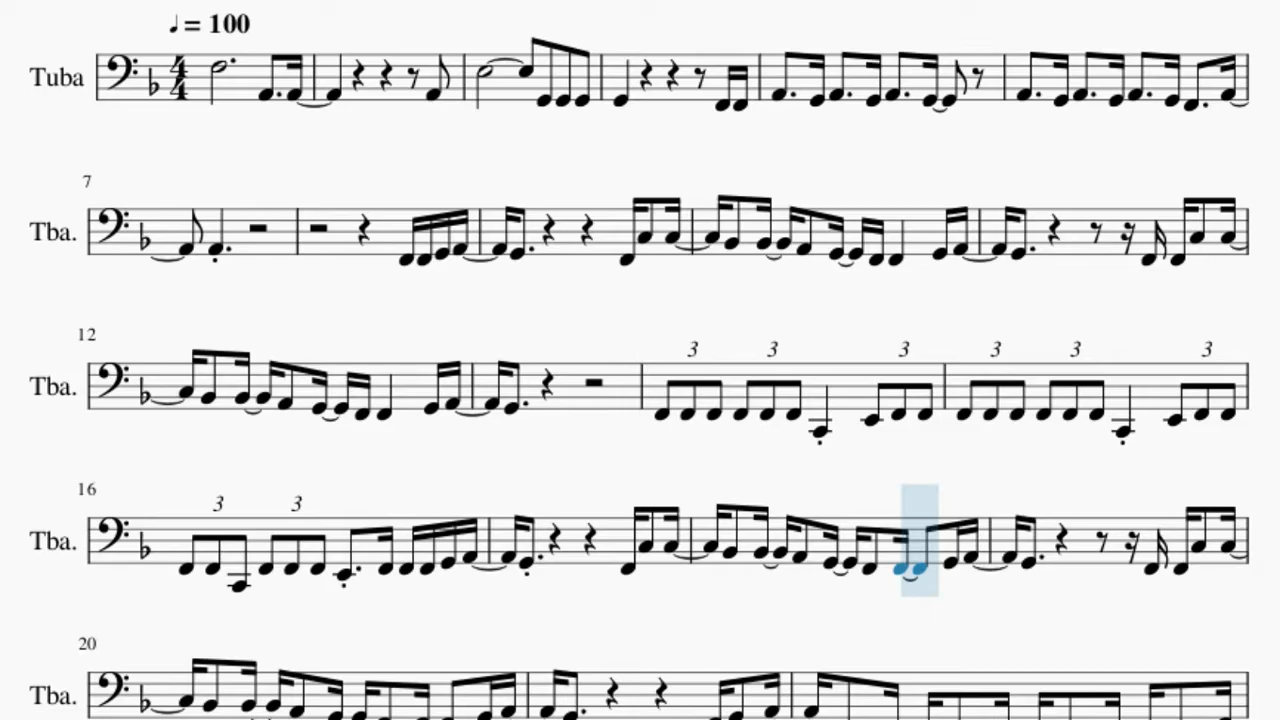 ♩ = 100
Tuba 4 4
7
Tba.
12
3 3 3 3 3 3
Tba.
16
3 3
Tba.
20
Tba.